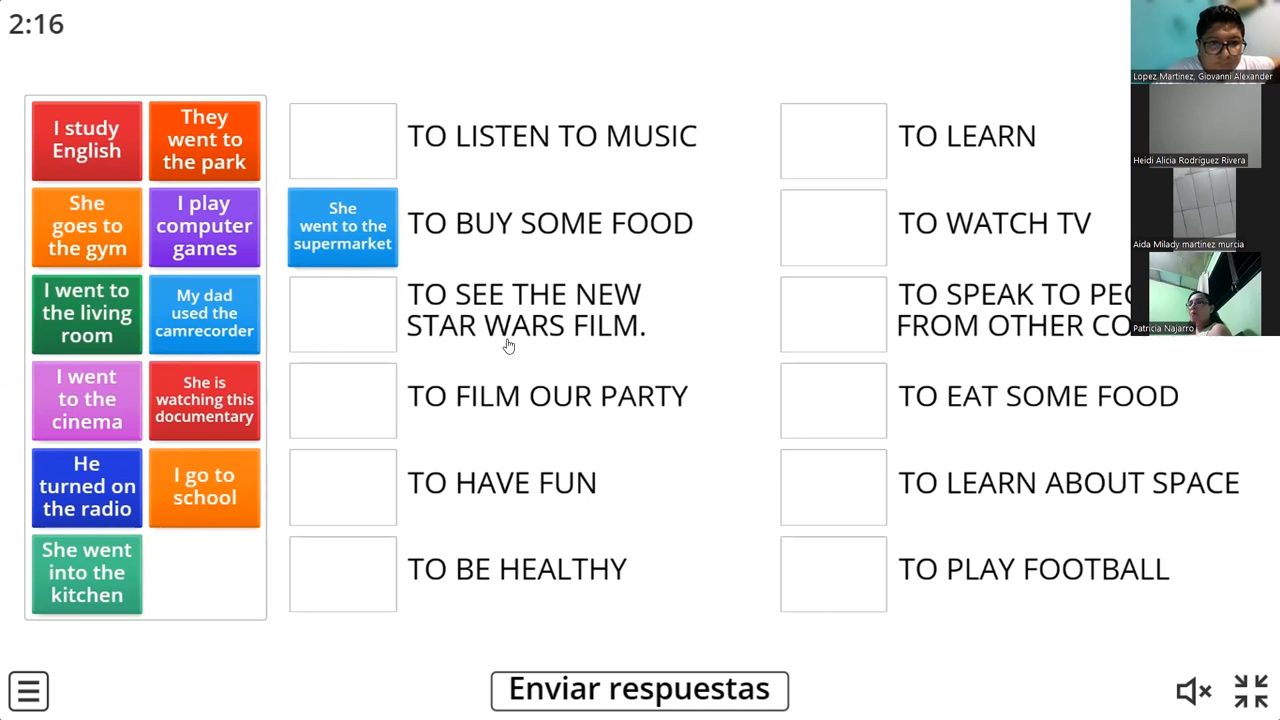 2:16
I study
English
They
went to
the park
She
goes to
the gym
I play
computer
games
I went to
the living
room
My dad
used the
camrecorder
I went
to the
cinema
She is
watching this
documentary
He
turned on
the radio
I go to
school
She went
into the
kitchen
TO LISTEN TO MUSIC
She
went to the
supermarket
TO BUY SOME FOOD
TO SEE THE NEW
STAR WARS FILM.
TO FILM OUR PARTY
TO HAVE FUN
TO BE HEALTHY
TO LEARN
TO WATCH TV
TO SPEAK TO
FROM OTHER
TO EAT SOME FOOD
TO LEARN ABOUT SPACE
TO PLAY FOOTBALL
Lopez Martinez, Giovanni Alexander
Heidi Alicia Rodríguez Rivera
Aida Milady martinez murcia
Patricia Najarro
Enviar respuestas